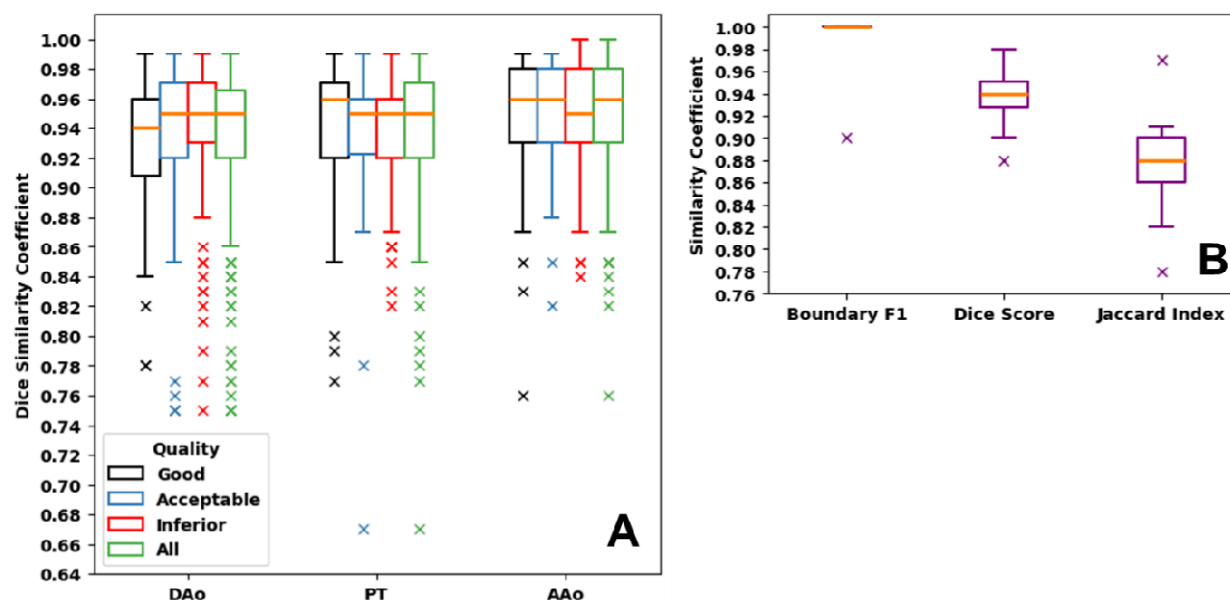 Dice Similarity Coefficient
1.00
0.98
0.96
0.94
0.92
0.90
0.88
0.86
0.84
0.82
0.80
0.78
0.76
0.74
0.72
0.70
0.68
0.66
0.64
Quality
Good
Acceptable
Inferior
All
A
DAo PT AAo
Similarity Coefficient
1.00
0.98
0.96
0.94
0.92
0.90
0.88
0.86
0.84
0.82
0.80
0.78
0.76
B
Boundary F1 Dice Score Jaccard Index